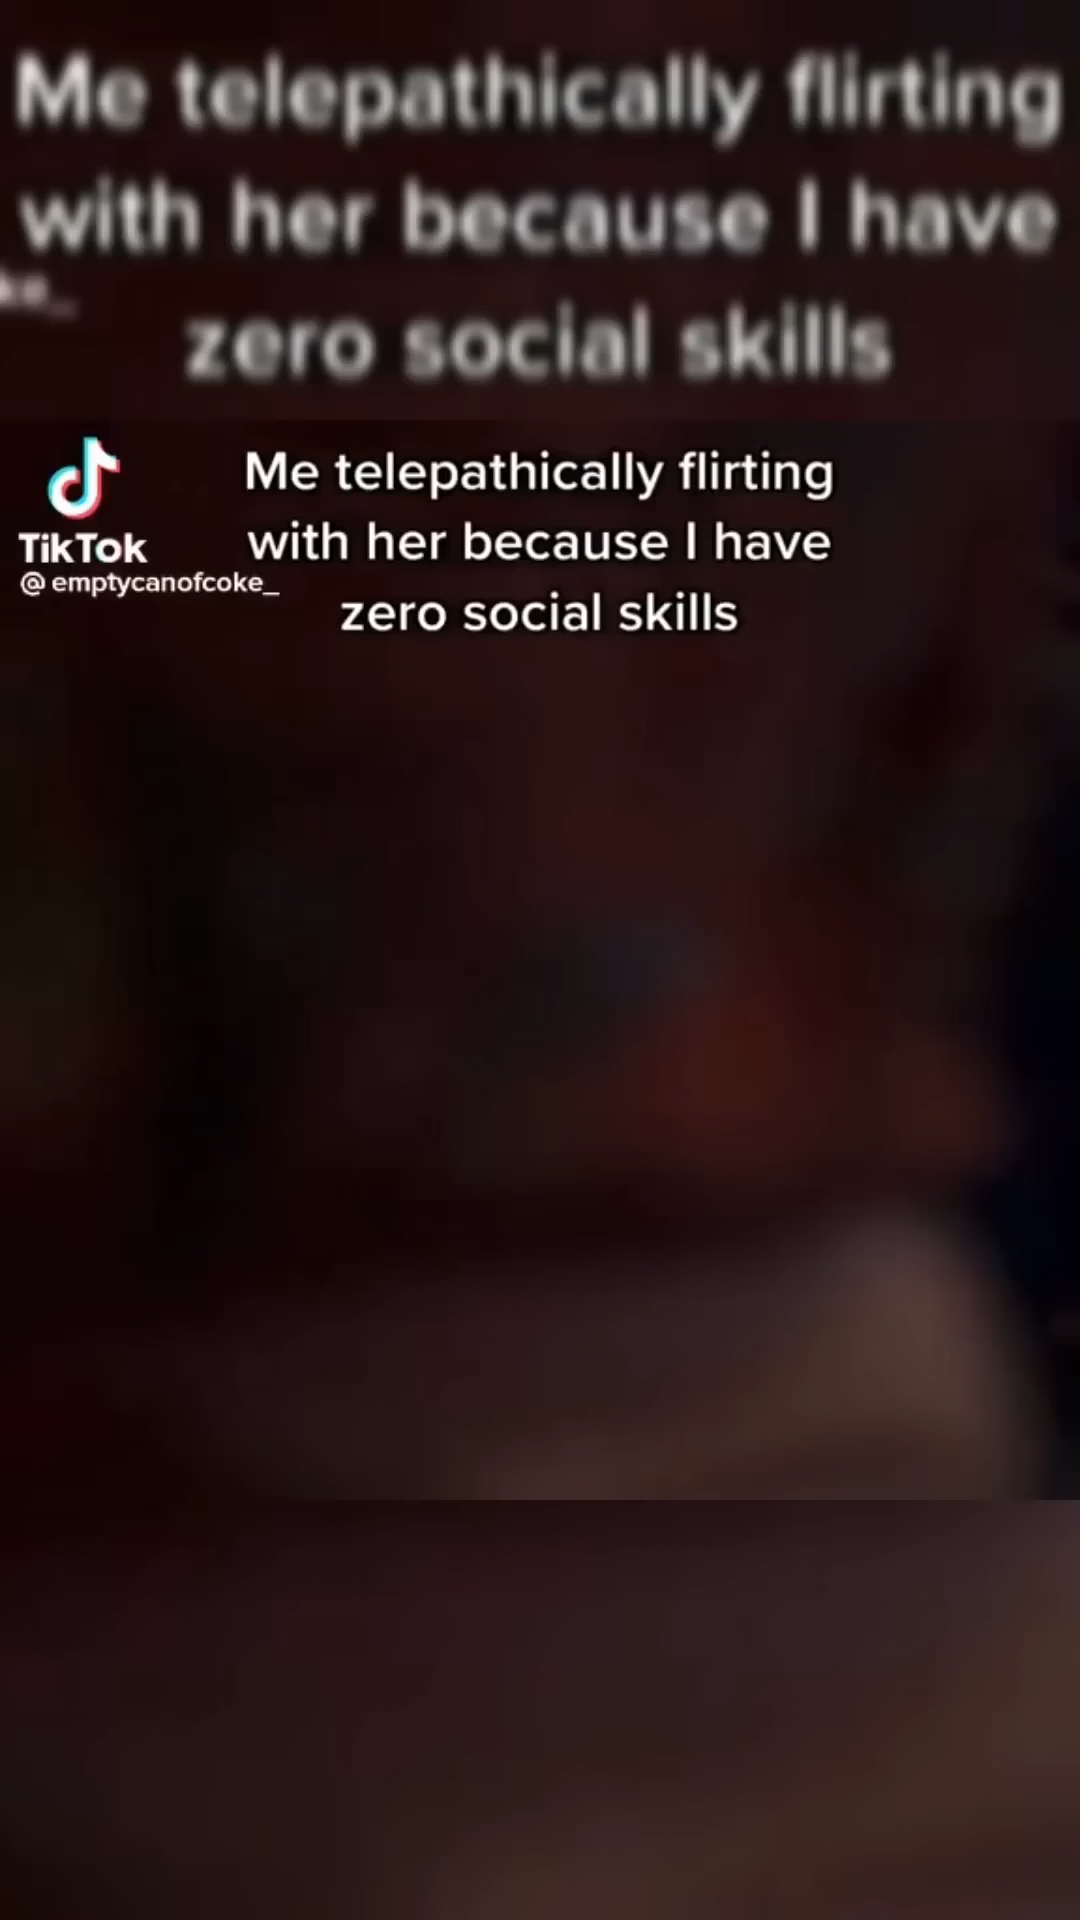 Me telepathically flirting
with her because I have
ke_
zero social skills
TikTok
@emptycanofcoke_
Me telepathically flirting
with her because I have
zero social skills